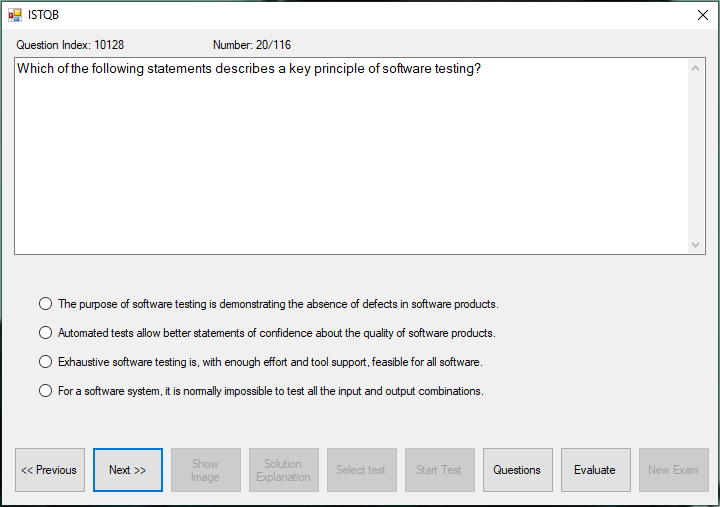 ISTQB
Question Index: 10128 Number: 20/116
Which of the following statements describes a key principle of software testing?
The purpose of software testing is demonstrating the absence of defects in software products.
Automated tests allow better statements of confidence about the quality of software products.
Exhaustive software testing is, with enough effort and tool support, feasible for all software.
For a software system, it is normally impossible to test all the input and output combinations.
<< Previous
Next >>
Show
Image
Solution
Explanation
Select test
Start Test
Questions
Evaluate
New Exam